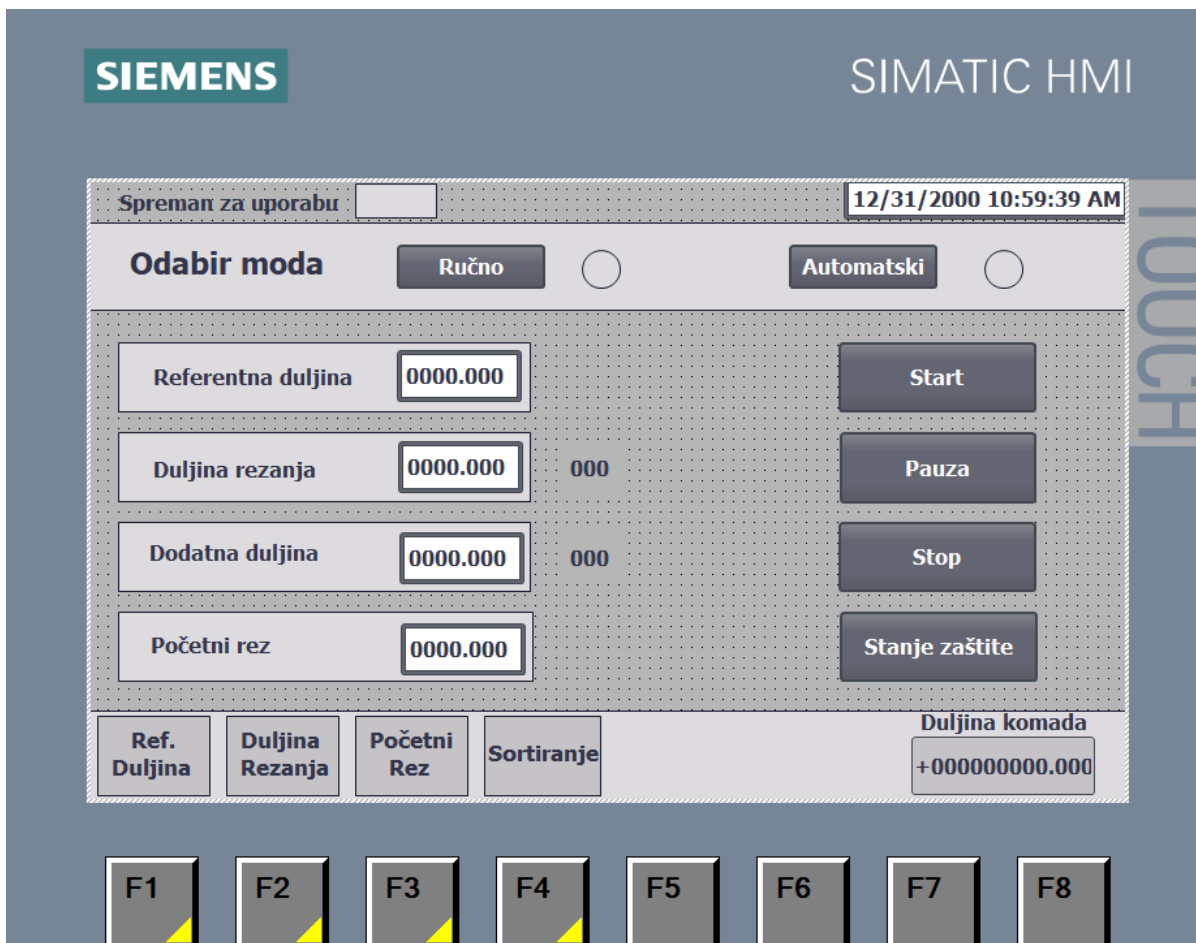 SIEMENS
SIMATIC HMI
TOUCH
Spreman za uporabu
12/31/2000 10:59:39 AM
Odabir moda
Ručno
Automatski
Referentna duljina
0000.000
Start
Duljina rezanja
0000.000
000
Pauza
Dodatna duljina
0000.000
000
Stop
Početni rez
0000.000
Stanje zaštite
Ref.
Duljina
Duljina
Rezanja
Početni
Rez
Sortiranje
Duljina komada
+000000000.000
F1
F2
F3
F4
F5
F6
F7
F8